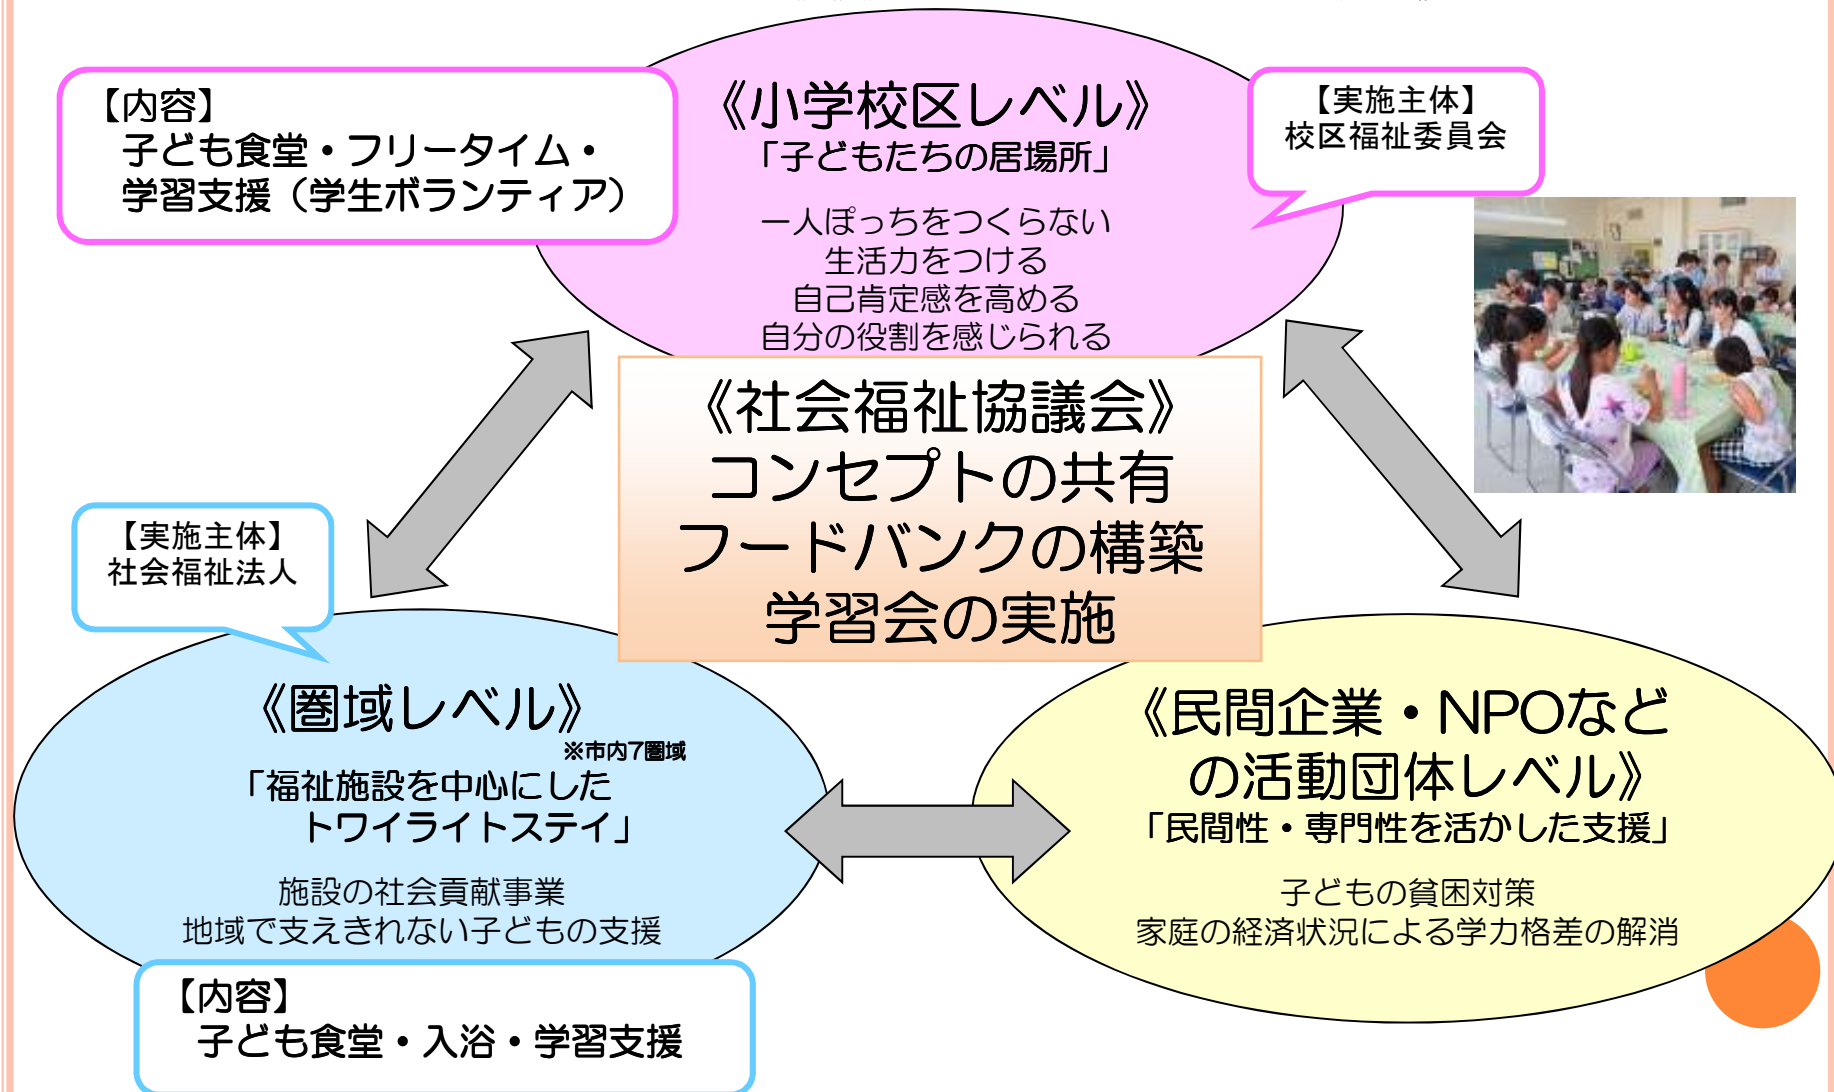 【内容】
子ども食堂・フリータイム・
学習支援（学生ボランティア）
《小学校区レベル》
「子どもたちの居場所」
一人ぽっちをつくらない
生活力をつける
自己肯定感を高める
自分の役割を感じられる
【実施主体】
校区福祉委員会
《社会福祉協議会》
コンセプトの共有
フードバンクの構築
学習会の実施
【実施主体】
社会福祉法人
《圏域レベル》
※市内7圏域
「福祉施設を中心にした
トワイライトステイ」
施設の社会貢献事業
地域で支えきれない子どもの支援
【内容】
子ども食堂・入浴・学習支援
《民間企業・NPOなど
の活動団体レベル》
「民間性・専門性を活かした支援」
子どもの貧困対策
家庭の経済状況による学力格差の解消